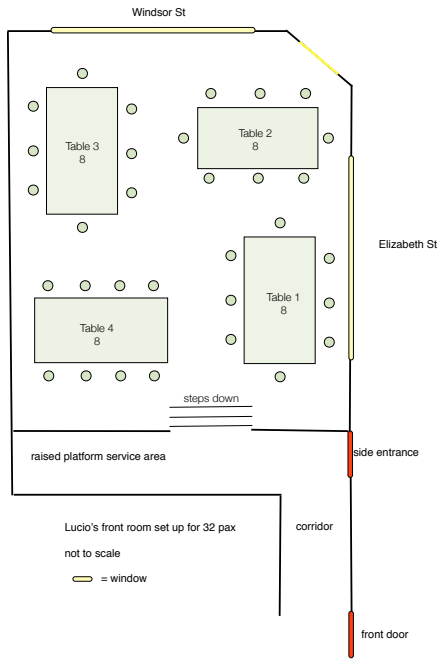 Windsor St
Table 3
8
Table 2
8
Elizabeth St
Table 1
8
Table 4
8
steps down
raised platform service area
side entrance
Lucio's front room set up for 32 pax
corridor
not to scale
= window
front door